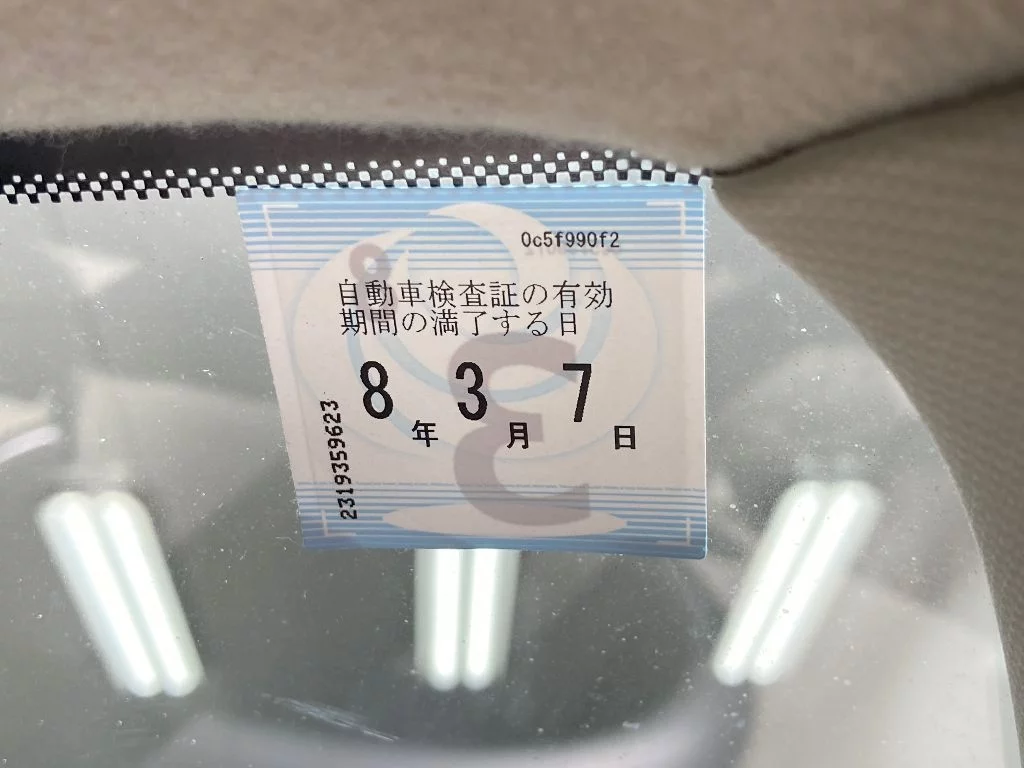 0c5f990f2
自動車検査証の有効
期間の満了する日
8年 3月 7日
2319359623